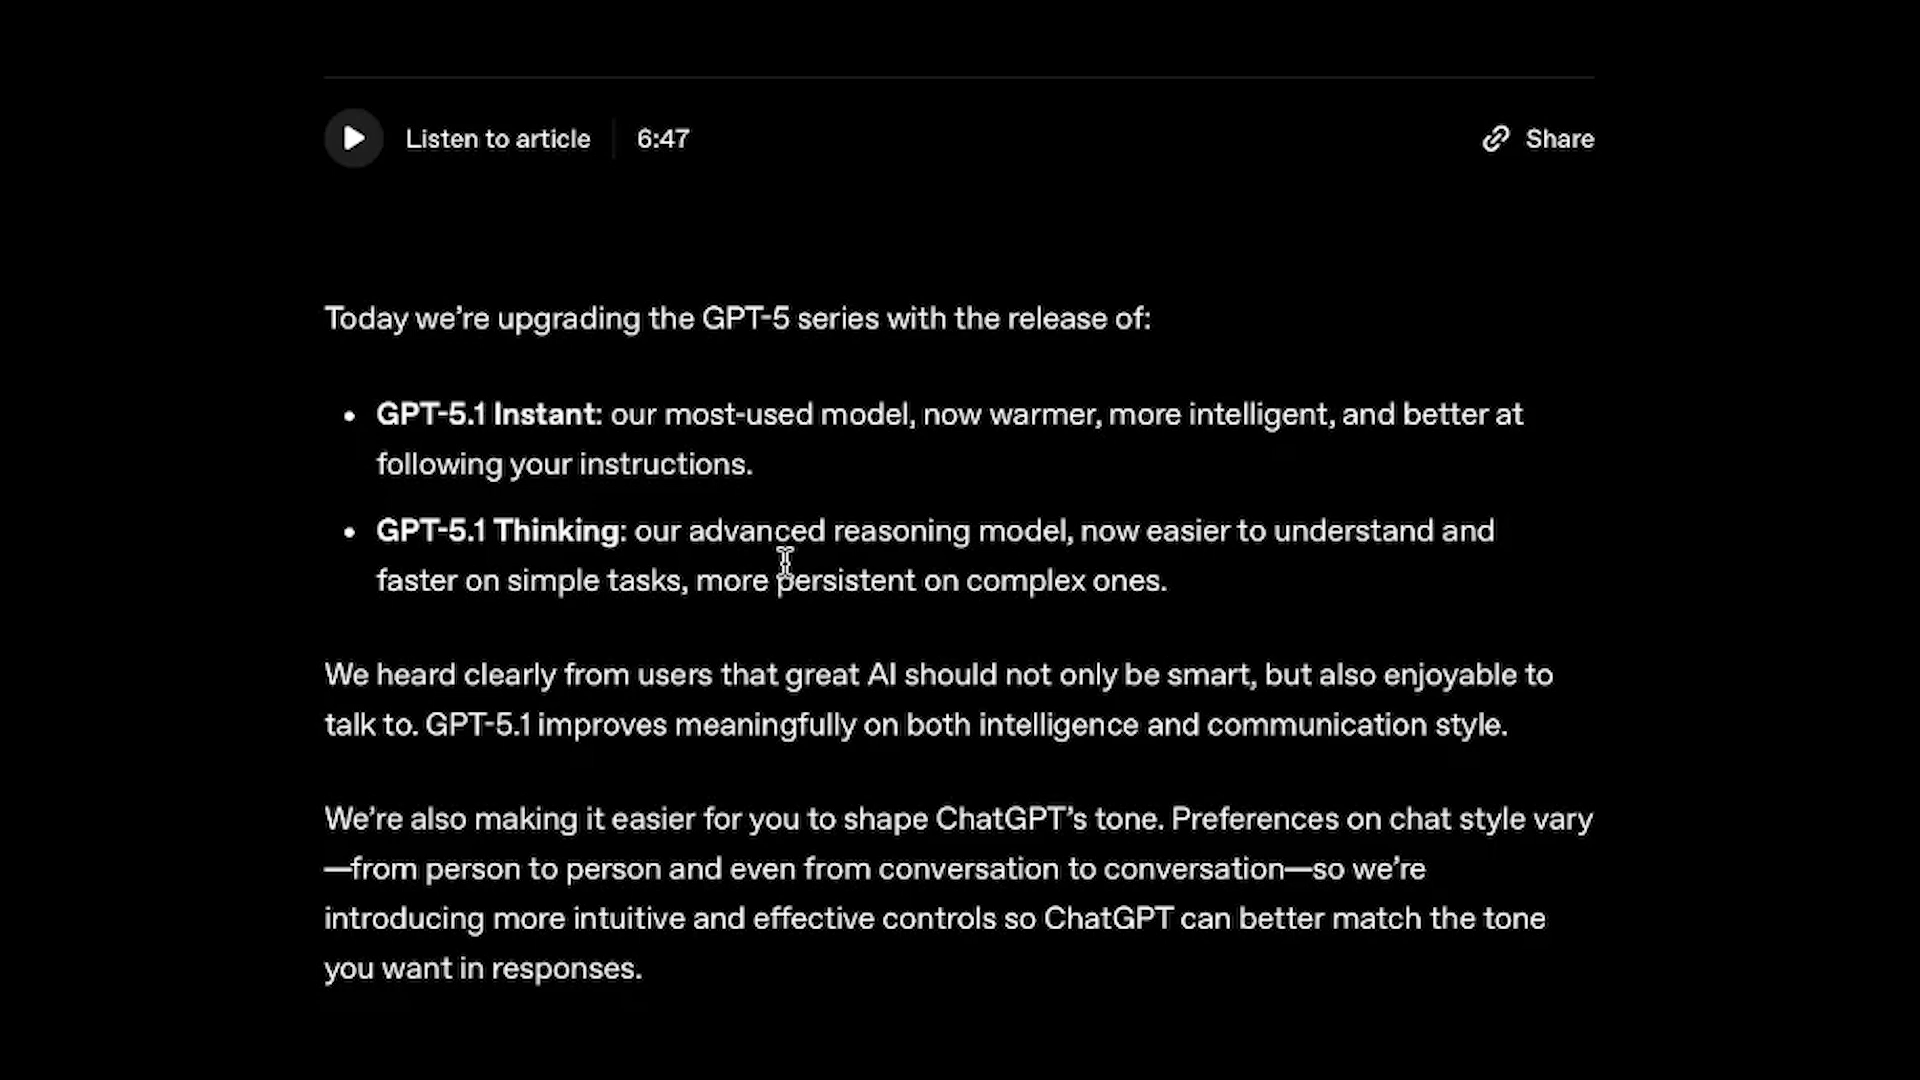 Listen to article 6:47 Share
Today we’re upgrading the GPT-5 series with the release of:
• GPT-5.1 Instant: our most-used model, now warmer, more intelligent, and better at
following your instructions.
• GPT-5.1 Thinking: our advanced reasoning model, now easier to understand and
faster on simple tasks, more persistent on complex ones.
We heard clearly from users that great AI should not only be smart, but also enjoyable to
talk to. GPT-5.1 improves meaningfully on both intelligence and communication style.
We’re also making it easier for you to shape ChatGPT’s tone. Preferences on chat style vary
—from person to person and even from conversation to conversation—so we’re
introducing more intuitive and effective controls so ChatGPT can better match the tone
you want in responses.